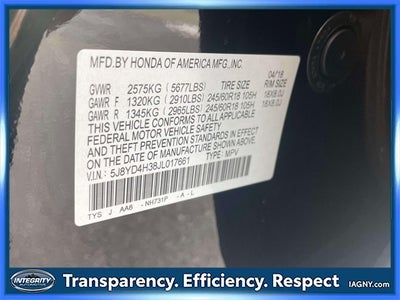 MFD.BY HONDA OF AMERICA MFG.,INC. 04/18
GVWR 2575KG (5677LBS) TIRE SIZE RIM SIZE
GAWR F 1320KG (2910LBS) 245/60R18 105H 18X8.0J
GAWR R 1345KG (2965LBS) 245/60R18 105H 18X8.0J
THIS VEHICLE CONFORMS TO ALL APPLICABLE
FEDERAL MOTOR VEHICLE SAFETY AND
THEFT PREVENTION STANDARDS IN EFFECT ON THE
DATE OF MANUFACTURE SHOWN ABOVE.
5J8YD4H38JL017661 TYPE: MPV
TYS J AA6 - NH731P - A - L
INTEGRITY
Transparency. Efficiency. Respect
IAGNY.COM